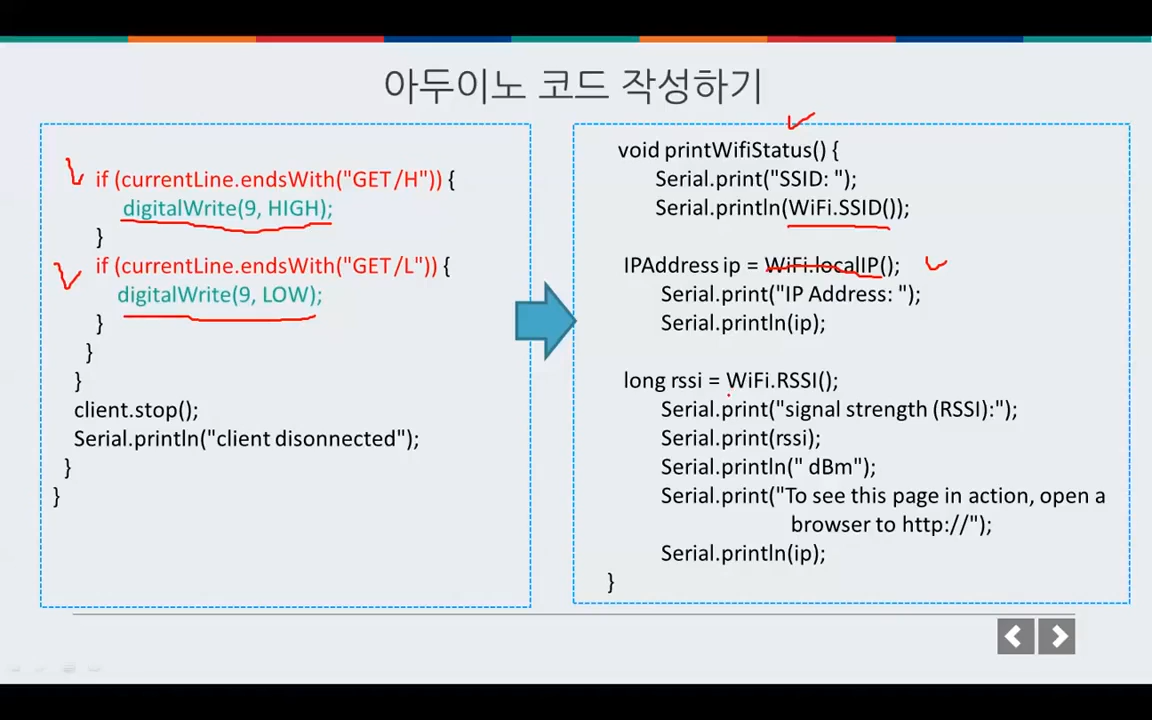 아두이노 코드 작성하기
if (currentLine.endsWith("GET /H")) {
digitalWrite(9, HIGH);
}
if (currentLine.endsWith("GET /L")) {
digitalWrite(9, LOW);
}
}
}
client.stop();
Serial.println("client disonnected");
}
}
void printWifiStatus() {
Serial.print("SSID: ");
Serial.println(WiFi.SSID());
IPAddress ip = WiFi.localIP();
Serial.print("IP Address: ");
Serial.println(ip);
long rssi = WiFi.RSSI();
Serial.print("signal strength (RSSI):");
Serial.print(rssi);
Serial.println(" dBm");
Serial.print("To see this page in action, open a
browser to http://");
Serial.println(ip);
}